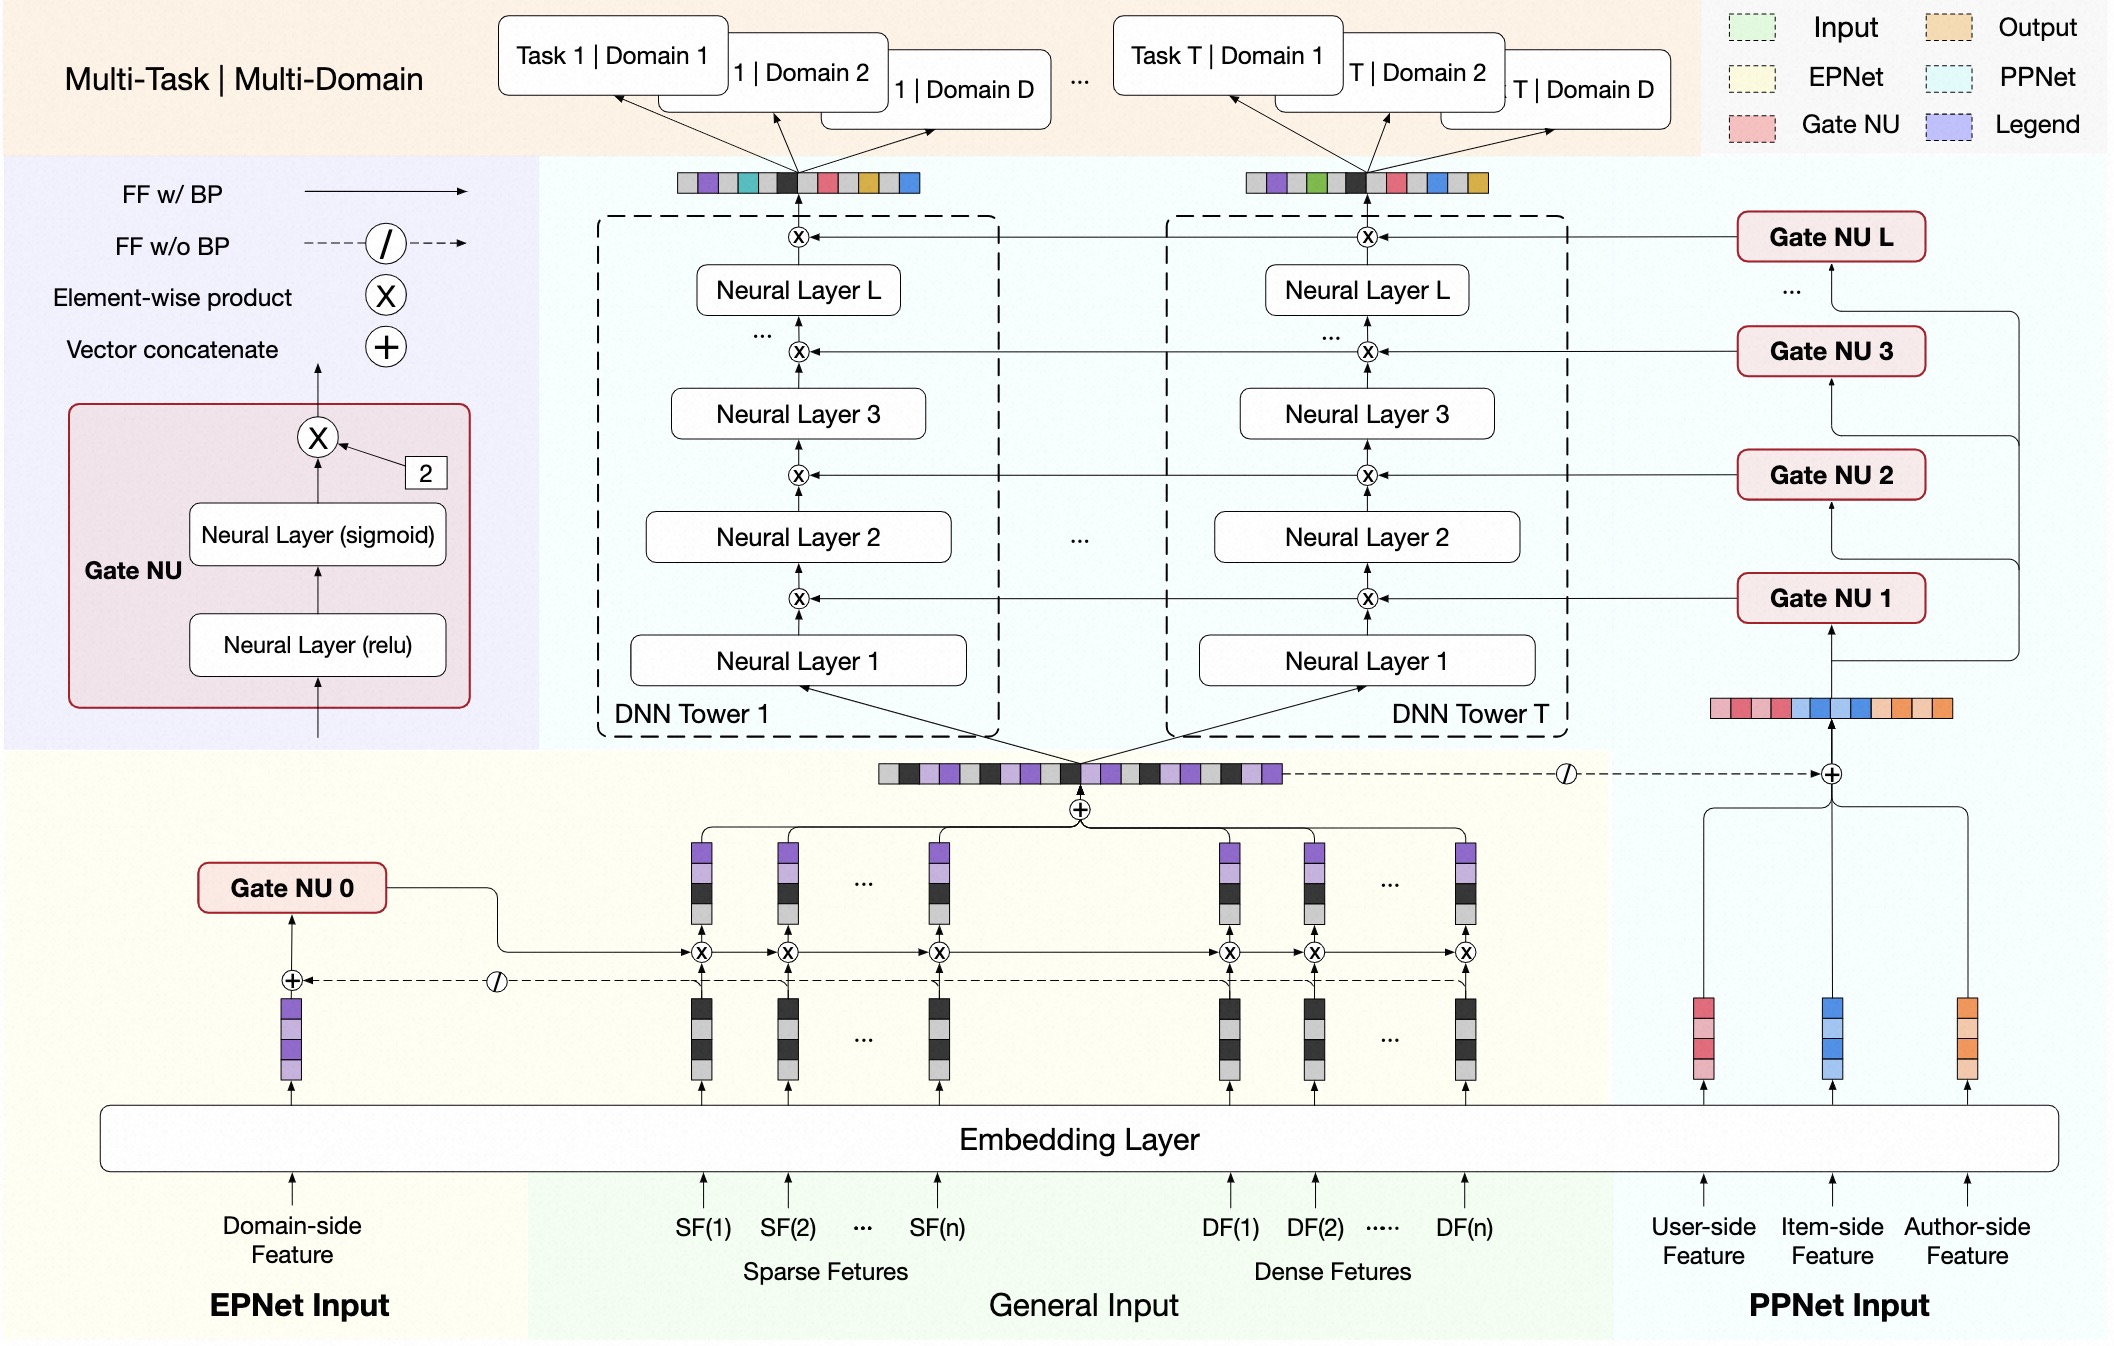 Multi-Task | Multi-Domain
Task 1 | Domain 1
1 | Domain 2
1 | Domain D
...
Task T | Domain 1
T | Domain 2
T | Domain D
Input
Output
EPNet
PPNet
Gate NU
Legend
FF w/ BP
FF w/o BP
/
Element-wise product
X
Vector concatenate
+
X
2
Neural Layer (sigmoid)
Gate NU
Neural Layer (relu)
X
Neural Layer L
...
X
Neural Layer 3
X
Neural Layer 2
X
Neural Layer 1
DNN Tower 1
...
X
Neural Layer L
...
X
Neural Layer 3
X
Neural Layer 2
X
Neural Layer 1
DNN Tower T
Gate NU L
...
Gate NU 3
Gate NU 2
Gate NU 1
/
+
+
Gate NU 0
... ...
X X X X X X
+ /
... ...
Embedding Layer
Domain-side
Feature
EPNet Input
SF(1) SF(2) ... SF(n)
Sparse Fetures
DF(1) DF(2) ..... DF(n)
Dense Fetures
General Input
User-side
Feature
Item-side
Feature
Author-side
Feature
PPNet Input